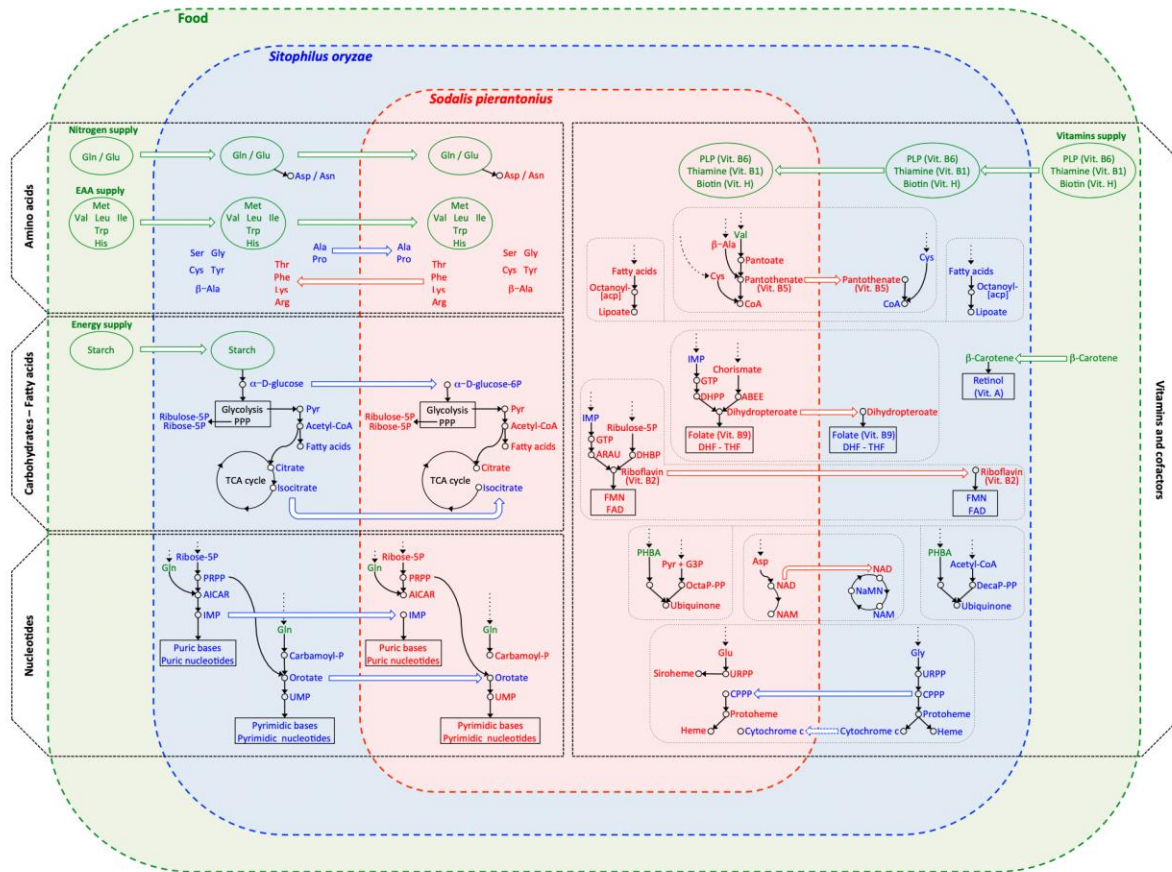 Food
Sitophilus oryzae
Sodalis pierantonius
Amino acids
Nitrogen supply
Gln / Glu
Gln / Glu
Gln / Glu
Asp / Asn
Asp / Asn
EAA supply
Met
Val Leu Ile
Trp
His
Met
Val Leu Ile
Trp
His
Met
Val Leu Ile
Trp
His
Ser Gly
Cys Tyr
β-Ala
Ala
Pro
Ala
Pro
Thr
Phe
Lys
Arg
Thr
Phe
Lys
Arg
Ser Gly
Cys Tyr
β-Ala
Carbohydrates – Fatty acids
Energy supply
Starch
Starch
α-D-glucose
α-D-glucose-6P
Glycolysis
PPP
Pyr
Ribulose-5P
Ribose-5P
Acetyl-CoA
Fatty acids
Citrate
TCA cycle
Isocitrate
Glycolysis
PPP
Pyr
Ribulose-5P
Ribose-5P
Acetyl-CoA
Fatty acids
Citrate
TCA cycle
Isocitrate
Nucleotides
Ribose-5P
Gln
PRPP
AICAR
IMP
Puric bases
Puric nucleotides
Gln
Carbamoyl-P
Orotate
UMP
Pyrimidic bases
Pyrimidic nucleotides
Ribose-5P
Gln
PRPP
AICAR
IMP
Puric bases
Puric nucleotides
Gln
Carbamoyl-P
Orotate
UMP
Pyrimidic bases
Pyrimidic nucleotides
Vitamins and cofactors
Vitamins supply
PLP (Vit. B6)
Thiamine (Vit. B1)
Biotin (Vit. H)
PLP (Vit. B6)
Thiamine (Vit. B1)
Biotin (Vit. H)
PLP (Vit. B6)
Thiamine (Vit. B1)
Biotin (Vit. H)
Fatty acids
Octanoyl-
[acp]
Lipoate
Val
β-Ala
Pantoate
Cys
Pantothenate
(Vit. B5)
CoA
Cys
Pantothenate
(Vit. B5)
CoA
Fatty acids
Octanoyl-
[acp]
Lipoate
β-Carotene
β-Carotene
Retinol
(Vit. A)
IMP
Chorismate
GTP
DHPP
ABEE
Dihydropteroate
Dihydropteroate
Folate (Vit. B9)
DHF - THF
Folate (Vit. B9)
DHF - THF
IMP
Ribulose-5P
GTP
ARAU
DHBP
Riboflavin
(Vit. B2)
Riboflavin
(Vit. B2)
FMN
FAD
FMN
FAD
PHBA
Pyr + G3P
OctaP-PP
Ubiquinone
Asp
NAD
NAM
NAD
NaMN
NAM
PHBA
Acetyl-CoA
DecaP-PP
Ubiquinone
Glu
Siroheme
URPP
CPPP
Protoheme
Heme
Cytochrome c
Gly
URPP
CPPP
Protoheme
Cytochrome c
Heme